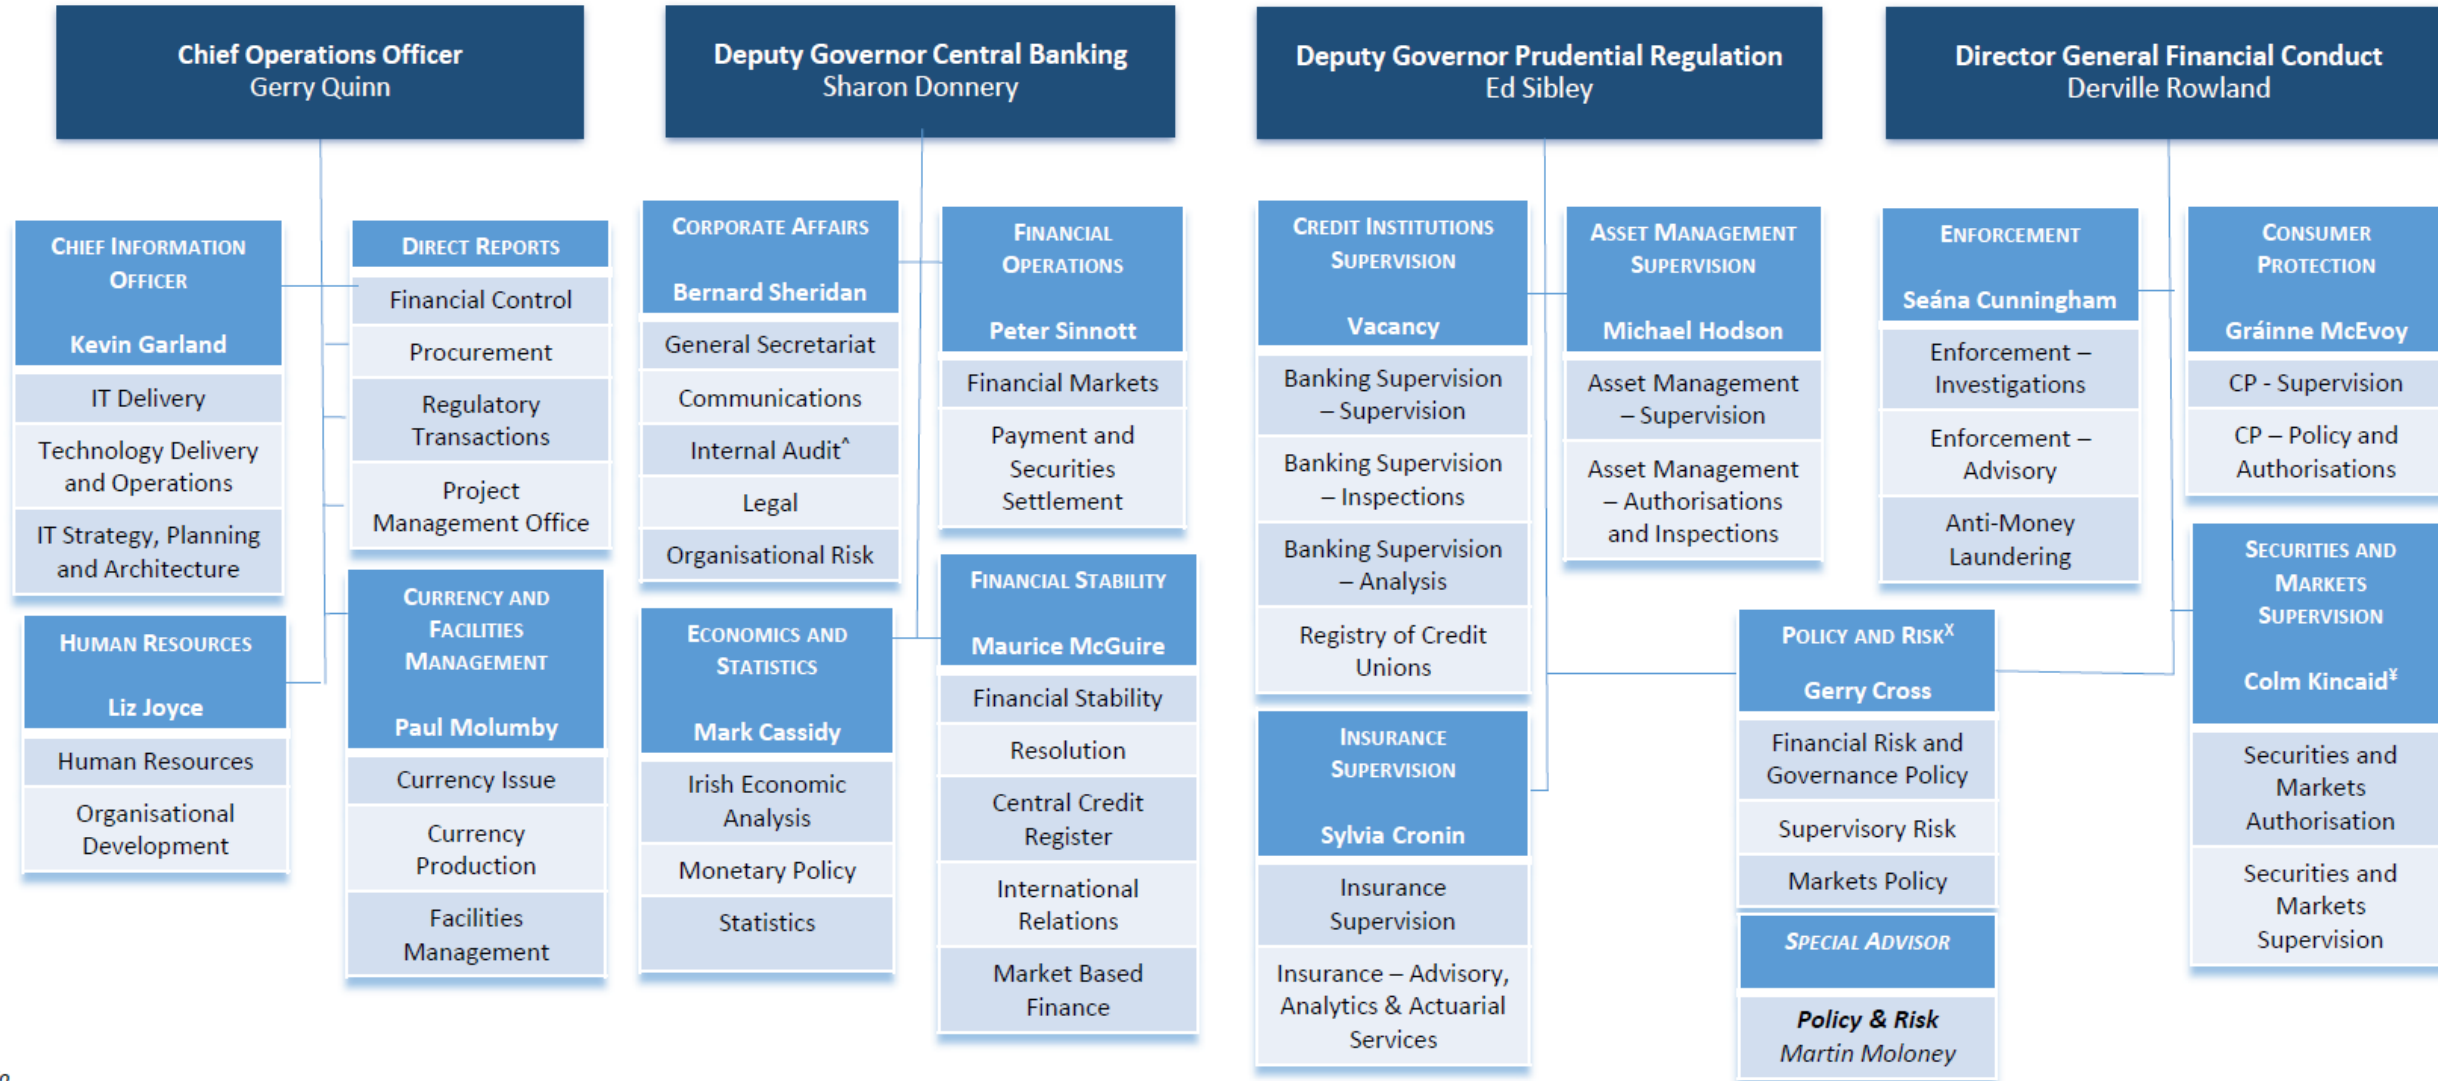 Chief Operations Officer
Gerry Quinn
CHIEF INFORMATION
OFFICER
Kevin Garland
IT Delivery
Technology Delivery
and Operations
IT Strategy, Planning
and Architecture
HUMAN RESOURCES
Liz Joyce
Human Resources
Organisational
Development
DIRECT REPORTS
Financial Control
Procurement
Regulatory
Transactions
Project
Management Office
CURRENCY AND
FACILITIES
MANAGEMENT
Paul Molumby
Currency Issue
Currency
Production
Facilities
Management
Deputy Governor Central Banking
Sharon Donnery
CORPORATE AFFAIRS
Bernard Sheridan
General Secretariat
Communications
Internal Audit^
Legal
Organisational Risk
ECONOMICS AND
STATISTICS
Mark Cassidy
Irish Economic
Analysis
Monetary Policy
Statistics
FINANCIAL
OPERATIONS
Peter Sinnott
Financial Markets
Payment and
Securities
Settlement
FINANCIAL STABILITY
Maurice McGuire
Financial Stability
Resolution
Central Credit
Register
International
Relations
Market Based
Finance
Deputy Governor Prudential Regulation
Ed Sibley
CREDIT INSTITUTIONS
SUPERVISION
Vacancy
Banking Supervision
– Supervision
Banking Supervision
– Inspections
Banking Supervision
– Analysis
Registry of Credit
Unions
INSURANCE
SUPERVISION
Sylvia Cronin
Insurance
Supervision
Insurance – Advisory,
Analytics & Actuarial
Services
ASSET MANAGEMENT
SUPERVISION
Michael Hodson
Asset Management
– Supervision
Asset Management
– Authorisations
and Inspections
POLICY AND RISKX
Gerry Cross
Financial Risk and
Governance Policy
Supervisory Risk
Markets Policy
SPECIAL ADVISOR
Policy & Risk
Martin Moloney
Director General Financial Conduct
Derville Rowland
ENFORCEMENT
Seána Cunningham
Enforcement –
Investigations
Enforcement –
Advisory
Anti-Money
Laundering
CONSUMER
PROTECTION
Gráinne McEvoy
CP - Supervision
CP – Policy and
Authorisations
SECURITIES AND
MARKETS
SUPERVISION
Colm Kincaid¥
Securities and
Markets
Authorisation
Securities and
Markets
Supervision